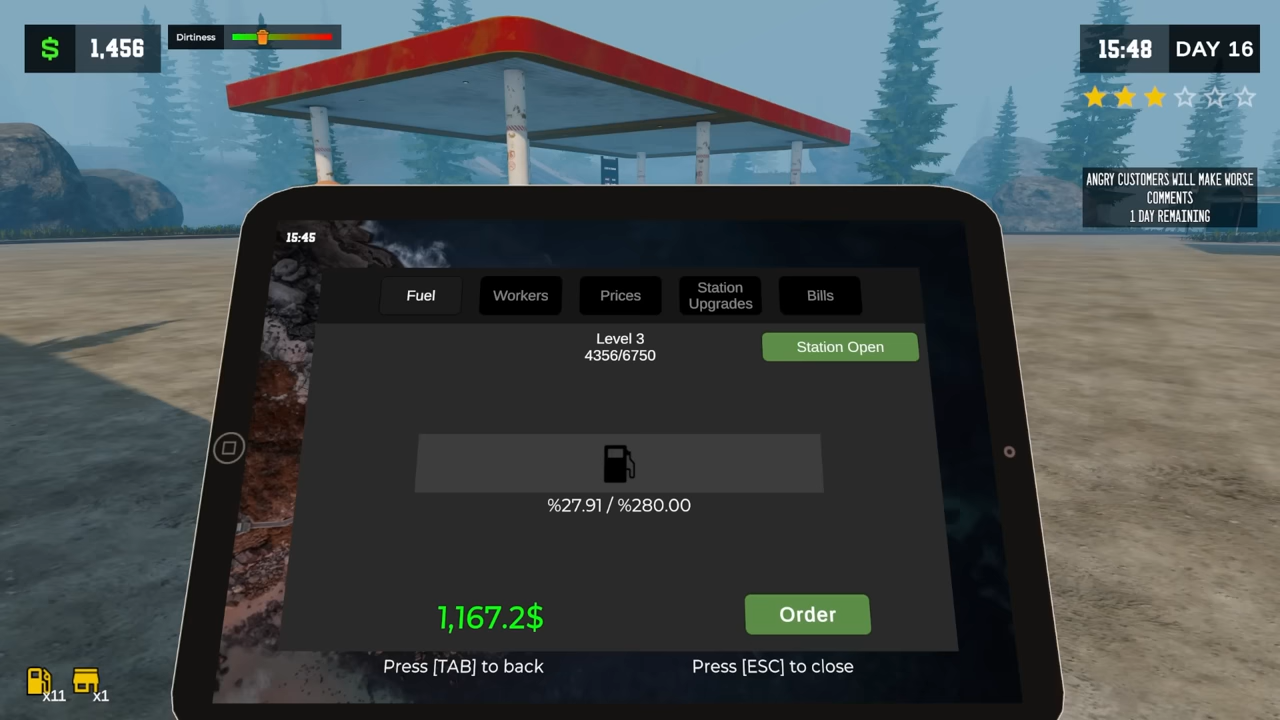 $ 1,456
Dirtiness
15:48 DAY 16
ANGRY CUSTOMERS WILL MAKE WORSE
COMMENTS
1 DAY REMAINING
15:45
Fuel
Workers
Prices
Station
Upgrades
Bills
Level 3
4356/6750
Station Open
%27.91 / %280.00
1,167.2$
Order
Press [TAB] to back
Press [ESC] to close
x11
x1